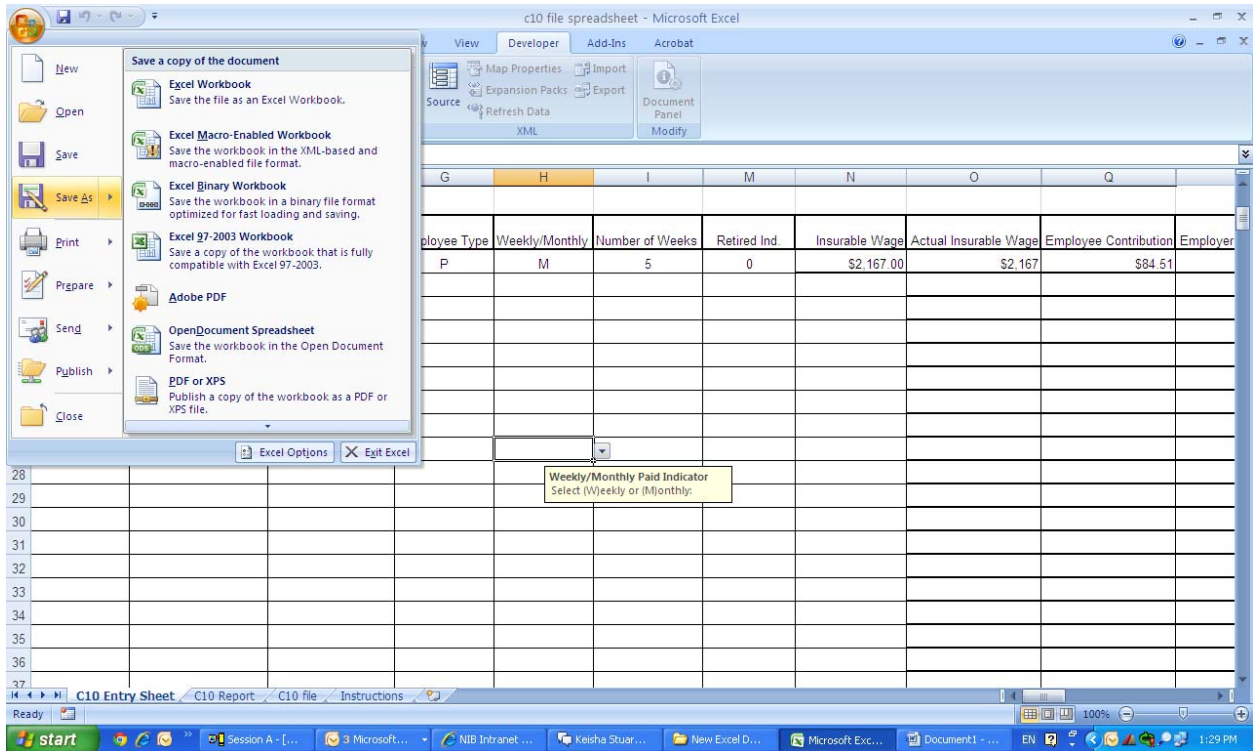 c10 file spreadsheet - Microsoft Excel
View Developer Add-Ins Acrobat
New
Open
Save
Save As
Print
Prepare
Send
Publish
Close
Save a copy of the document
Excel Workbook
Save the file as an Excel Workbook.
Excel Macro-Enabled Workbook
Save the workbook in the XML-based and
macro-enabled file format.
Excel Binary Workbook
Save the workbook in a binary file format
optimized for fast loading and saving.
Excel 97-2003 Workbook
Save a copy of the workbook that is fully
compatible with Excel 97-2003.
Adobe PDF
OpenDocument Spreadsheet
Save the workbook in the Open Document
Format.
PDF or XPS
Publish a copy of the workbook as a PDF or
XPS file.
Excel Options Exit Excel
Source
Map Properties Import
Expansion Packs Export
Refresh Data
XML
Document
Panel
Modify
G H I M N O Q
ployee Type Weekly/Monthly Number of Weeks Retired Ind. Insurable Wage Actual Insurable Wage Employee Contribution Employer
P M 5 0 $2,167.00 $2,167 $84.51
Weekly/Monthly Paid Indicator
Select (W)eekly or (M)onthly:
28
29
30
31
32
33
34
35
36
37
C10 Entry Sheet C10 Report C10 file Instructions
Ready 100%
start Session A - [... 3 Microsoft... NIB Intranet ... Keisha Stuar... New Excel D... Microsoft Exc... Document1 - ... EN 1:29 PM